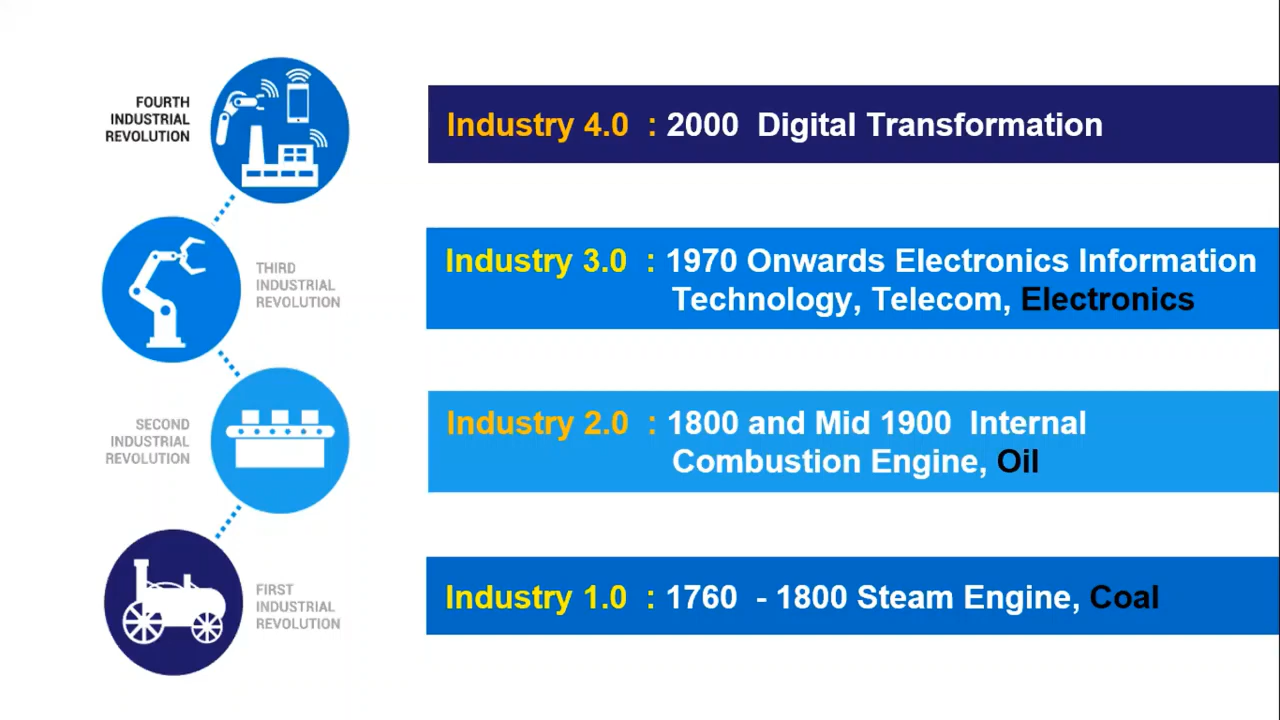 FOURTH
INDUSTRIAL
REVOLUTION
Industry 4.0 : 2000 Digital Transformation
THIRD
INDUSTRIAL
REVOLUTION
Industry 3.0 : 1970 Onwards Electronics Information
Technology, Telecom, Electronics
SECOND
INDUSTRIAL
REVOLUTION
Industry 2.0 : 1800 and Mid 1900 Internal
Combustion Engine, Oil
FIRST
INDUSTRIAL
REVOLUTION
Industry 1.0 : 1760 - 1800 Steam Engine, Coal